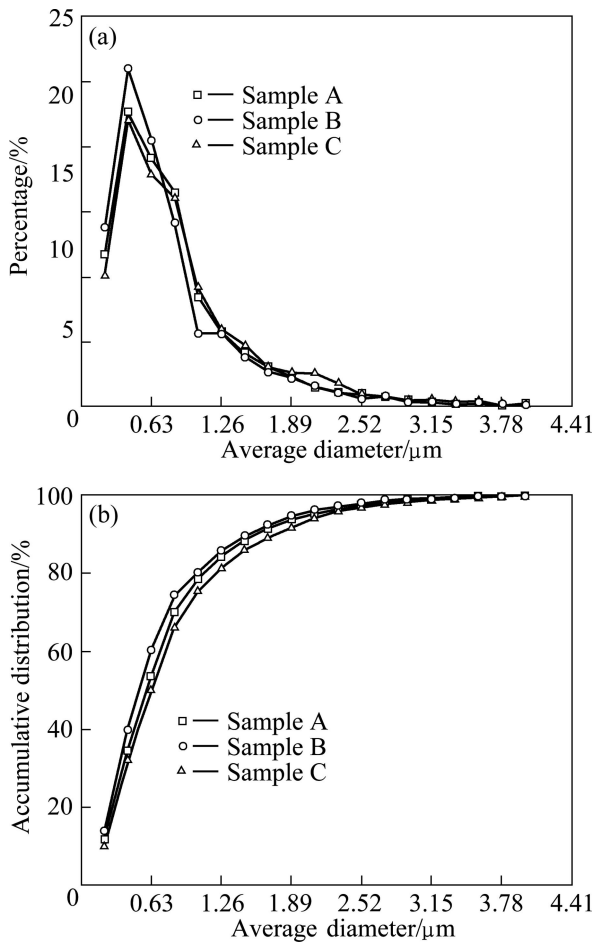 (a)
25
20
15
10
5
0
Percentage/%
Sample A
Sample B
Sample C
0.63 1.26 1.89 2.52 3.15 3.78 4.41
Average diameter/μm
(b)
100
80
60
40
20
0
Accumulative distribution/%
Sample A
Sample B
Sample C
0.63 1.26 1.89 2.52 3.15 3.78 4.41
Average diameter/μm